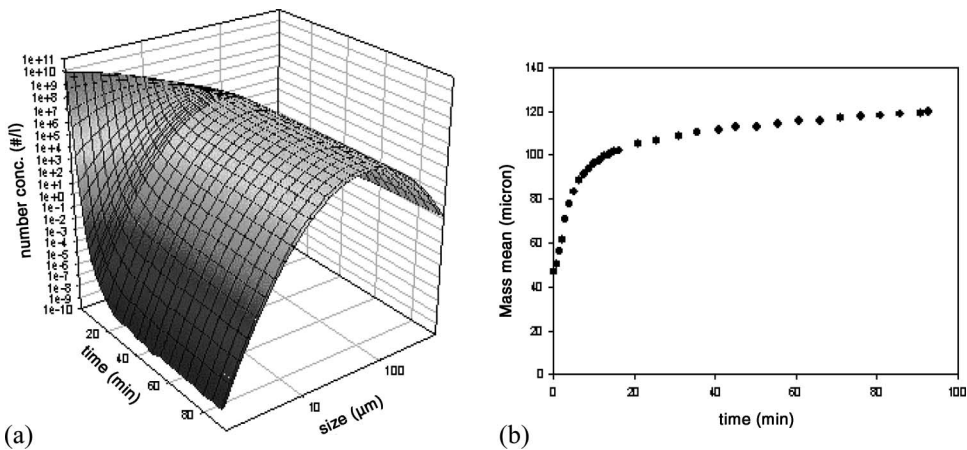 number conc. (#/l)
1e+11
1e+10
1e+9
1e+8
1e+7
1e+6
1e+5
1e+4
1e+3
1e+2
1e+1
1e+0
1e-1
1e-2
1e-3
1e-4
1e-5
1e-6
1e-7
1e-8
1e-9
1e-10
20
40
60
80
time (min)
10
100
size (µm)
(a)
Mass mean (micron)
140
120
100
80
60
40
20
0
0 20 40 60 80 100
time (min)
(b)